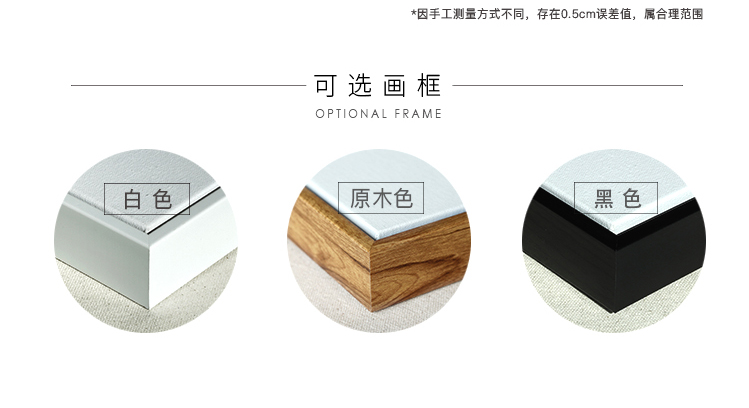 *因手工测量方式不同，存在0.5cm误差值，属合理范围
可选画框
OPTIONAL FRAME
白色
原木色
黑色